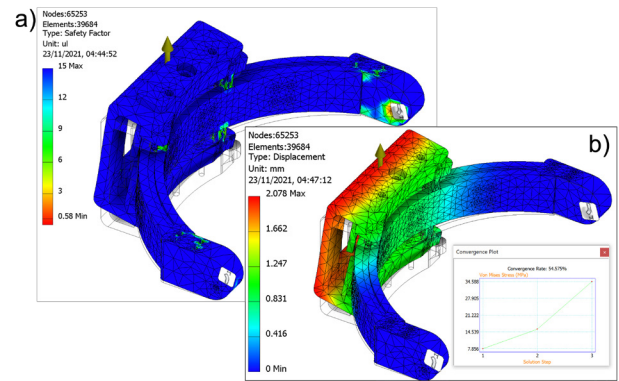 a)
Nodes:65253
Elements:39684
Type: Safety Factor
Unit: ul
23/11/2021, 04:44:52
15 Max
12
9
6
3
0.58 Min
b)
Nodes:65253
Elements:39684
Type: Displacement
Unit: mm
23/11/2021, 04:47:12
2.078 Max
1.662
1.247
0.831
0.416
0 Min
Convergence Plot
Convergence Rate: 54.575%
Von Mises Stress (MPa)
34.588
27.905
21.222
14.539
7.856
1 2 3
Solution Step